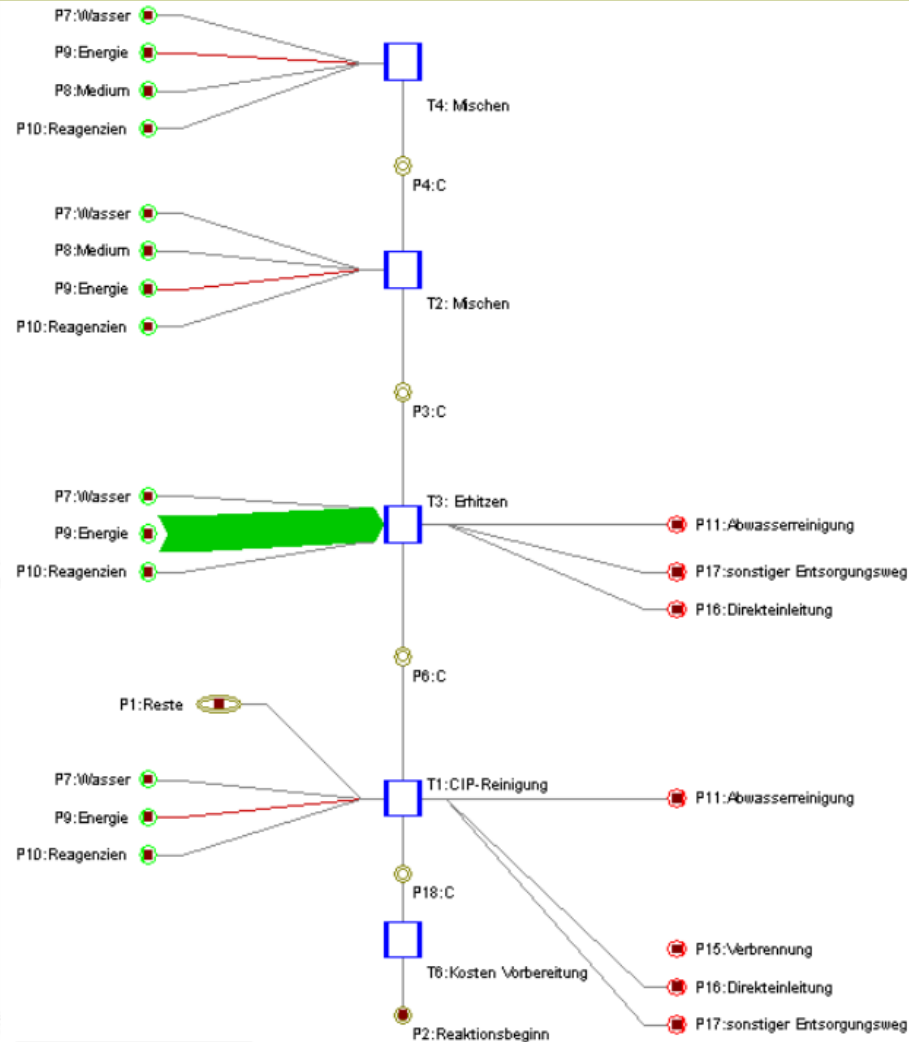 P7:Wasser
P9:Energie
P8:Medium
P10:Reagenzien
T4: Mischen
P4:C
P7:Wasser
P8:Medium
P9:Energie
P10:Reagenzien
T2: Mischen
P3:C
P7:Wasser
P9:Energie
P10:Reagenzien
T3: Erhitzen
P11:Abwasserreinigung
P17:sonstiger Entsorgungsweg
P16:Direkteinleitung
P6:C
P1:Reste
P7:Wasser
P9:Energie
P10:Reagenzien
T1:CIP-Reinigung
P11:Abwasserreinigung
P18:C
T6:Kosten Vorbereitung
P15:Verbrennung
P16:Direkteinleitung
P17:sonstiger Entsorgungsweg
P2:Reaktionsbeginn